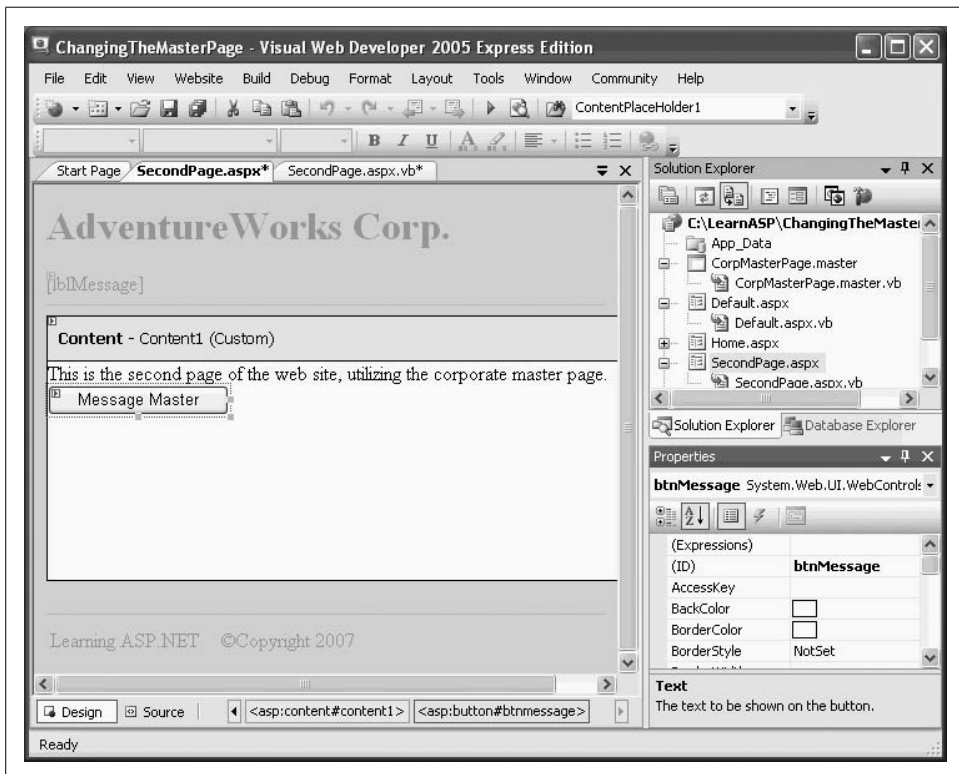 ChangingTheMasterPage - Visual Web Developer 2005 Express Edition
File Edit View Website Build Debug Format Layout Tools Window Community Help
ContentPlaceHolder1
B I U A
Start Page SecondPage.aspx* SecondPage.aspx.vb*
AdventureWorks Corp.
[lblMessage]
Content - Content1 (Custom)
This is the second page of the web site, utilizing the corporate master page.
Message Master
Learning ASP.NET ©Copyright 2007
Design Source <asp:content#content1> <asp:button#btnmessage>
Ready
Solution Explorer
C:\LearnASP\ChangingTheMaster
App_Data
CorpMasterPage.master
CorpMasterPage.master.vb
Default.aspx
Default.aspx.vb
Home.aspx
SecondPage.aspx
SecondPage.aspx.vb
Solution Explorer Database Explorer
Properties
btnMessage System.Web.UI.WebControls
(Expressions)
(ID) btnMessage
AccessKey
BackColor
BorderColor
BorderStyle NotSet
Text
The text to be shown on the button.